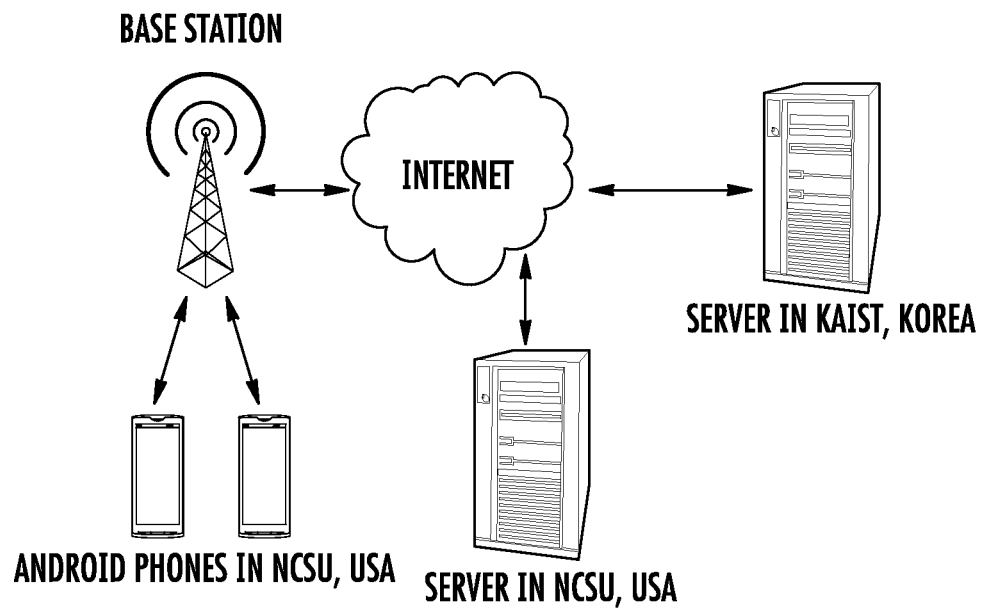 BASE STATION
INTERNET
SERVER IN KAIST, KOREA
ANDROID PHONES IN NCSU, USA
SERVER IN NCSU, USA